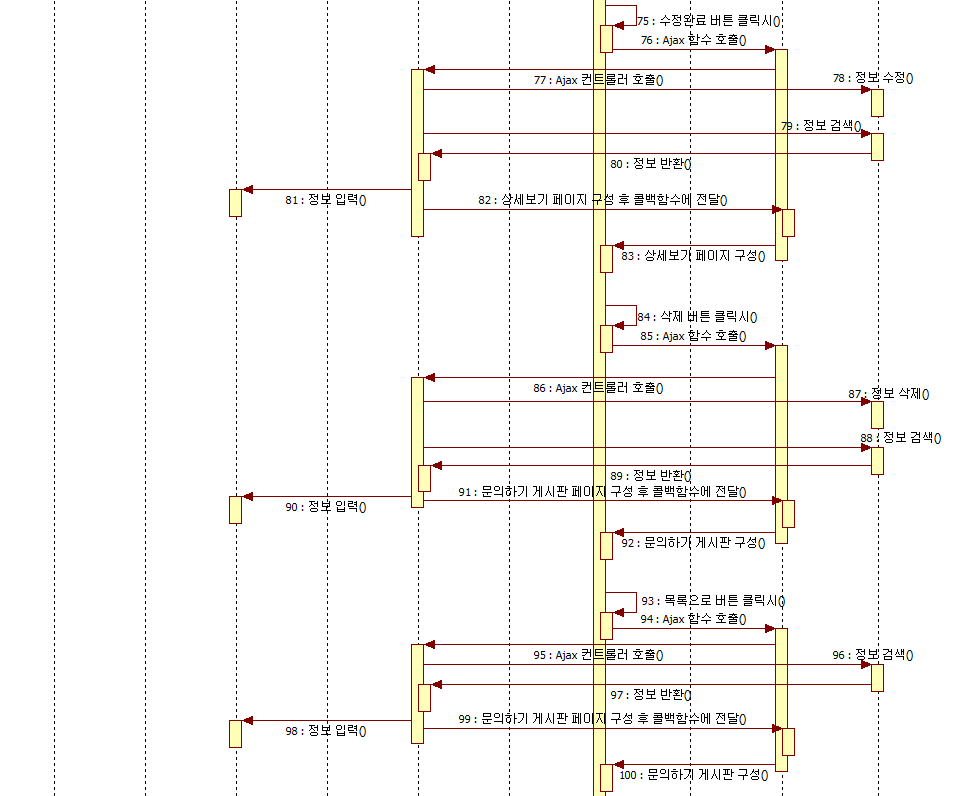 75 : 수정완료 버튼 클릭시()
76 : Ajax 함수 호출()
77 : Ajax 컨트롤러 호출()
78 : 정보 수정()
79 : 정보 검색()
80 : 정보 반환()
81 : 정보 입력()
82 : 상세보기 페이지 구성 후 콜백함수에 전달()
83 : 상세보기 페이지 구성()
84 : 삭제 버튼 클릭시()
85 : Ajax 함수 호출()
86 : Ajax 컨트롤러 호출()
87 : 정보 삭제()
88 : 정보 검색()
89 : 정보 반환()
91 : 문의하기 게시판 페이지 구성 후 콜백함수에 전달()
90 : 정보 입력()
92 : 문의하기 게시판 구성()
93 : 목록으로 버튼 클릭시()
94 : Ajax 함수 호출()
95 : Ajax 컨트롤러 호출()
96 : 정보 검색()
97 : 정보 반환()
99 : 문의하기 게시판 페이지 구성 후 콜백함수에 전달()
98 : 정보 입력()
100 : 문의하기 게시판 구성()